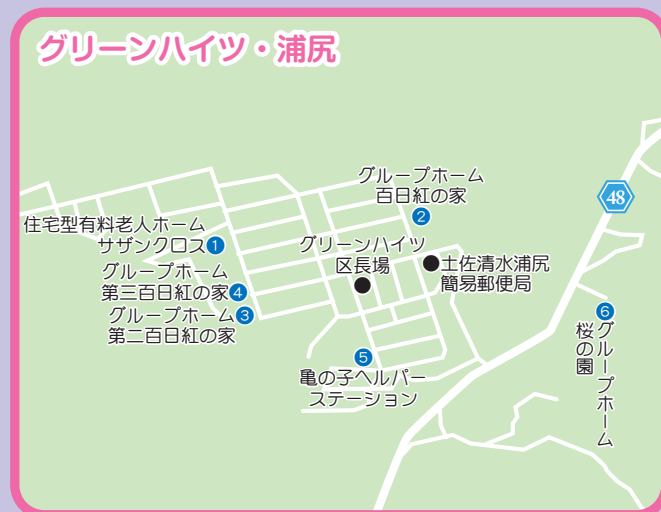 グリーンハイツ・浦尻
グループホーム
百日紅の家
2
48
住宅型有料老人ホーム
サザンクロス1
グリーンハイツ
区長場
土佐清水浦尻
簡易郵便局
グループホーム
第三百日紅の家4
グループホーム3
第二百日紅の家
6
グループホーム
桜の園
5
亀の子ヘルパー
ステーション